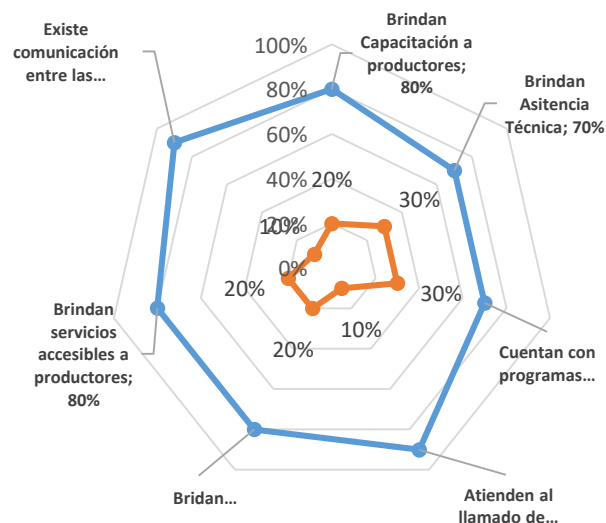 Existe
comunicación
entre las...
Brindan
Capacitación a
productores;
80%
Brindan
Asitencia
Técnica; 70%
100%
80%
60%
40%
20%
0%
20%
30%
30%
10%
20%
20%
10%
Cuentan con
programas...
Atienden al
llamado de...
Bridan...
Brindan
servicios
accesibles a
productores;
80%